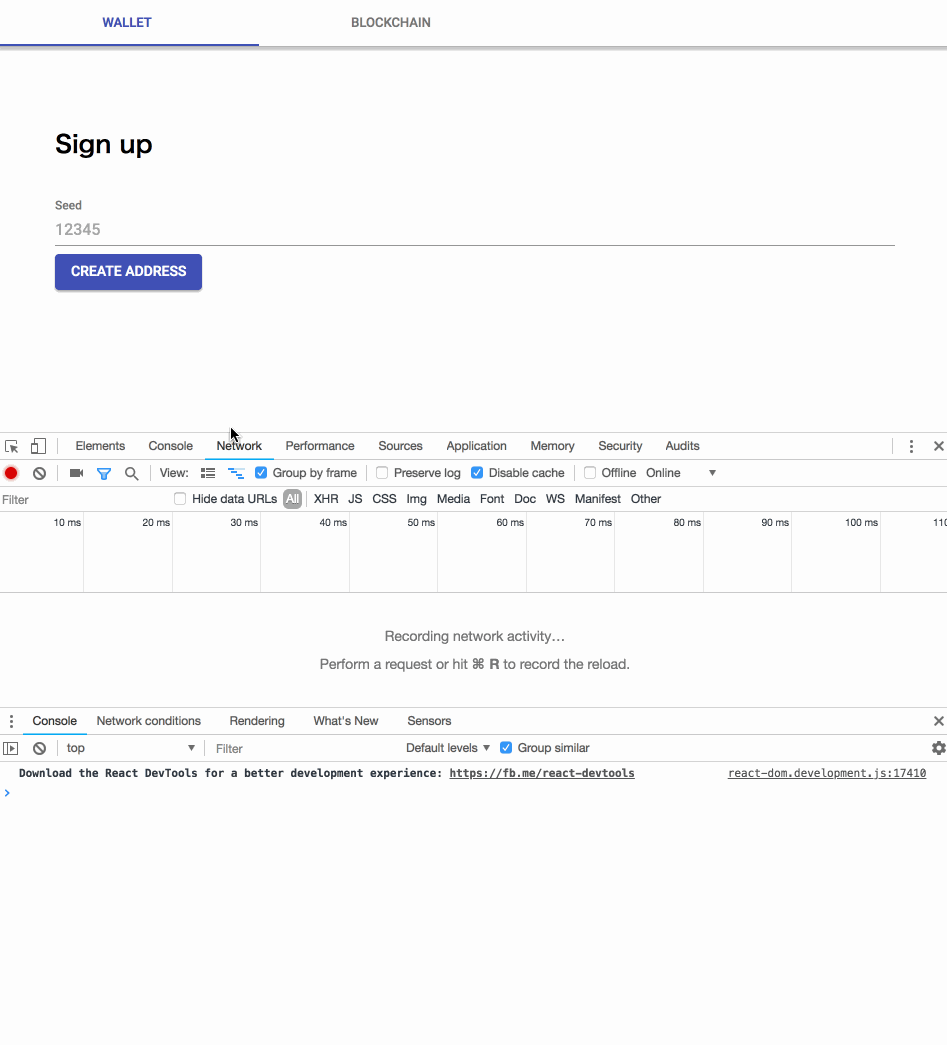 WALLET BLOCKCHAIN
Sign up
Seed
12345
CREATE ADDRESS
Elements Console Network Performance Sources Application Memory Security Audits
View: Group by frame Preserve log Disable cache Offline Online
Filter Hide data URLs All XHR JS CSS Img Media Font Doc WS Manifest Other
10 ms 20 ms 30 ms 40 ms 50 ms 60 ms 70 ms 80 ms 90 ms 100 ms 110
Recording network activity…
Perform a request or hit ⌘ R to record the reload.
Console Network conditions Rendering What's New Sensors
top Filter Default levels Group similar
Download the React DevTools for a better development experience: https://fb.me/react-devtools react-dom.development.js:17410